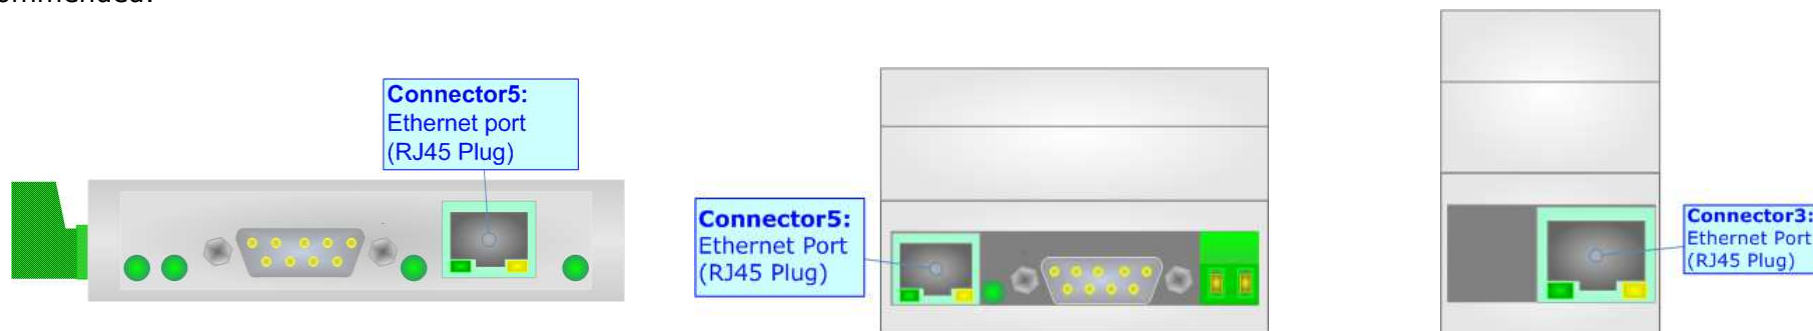 Connector5:
Ethernet port
(RJ45 Plug)
Connector5:
Ethernet Port
(RJ45 Plug)
Connector3:
Ethernet Port
(RJ45 Plug)